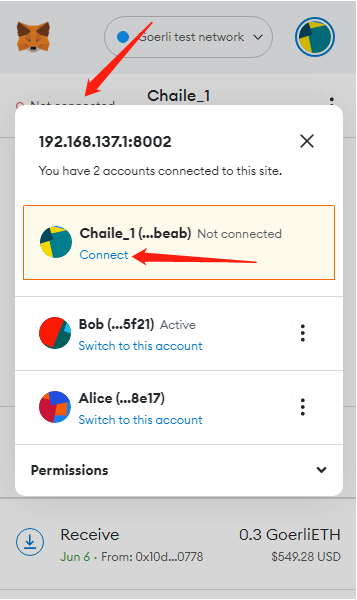 Goerli test network
Not connected
Chaile_1
192.168.137.1:8002
You have 2 accounts connected to this site.
Chaile_1 (...beab) Not connected
Connect
Bob (...5f21) Active
Switch to this account
Alice (...8e17)
Switch to this account
Permissions
Receive 0.3 GoerliETH
Jun 6 · From: 0x10d...0778 $549.28 USD